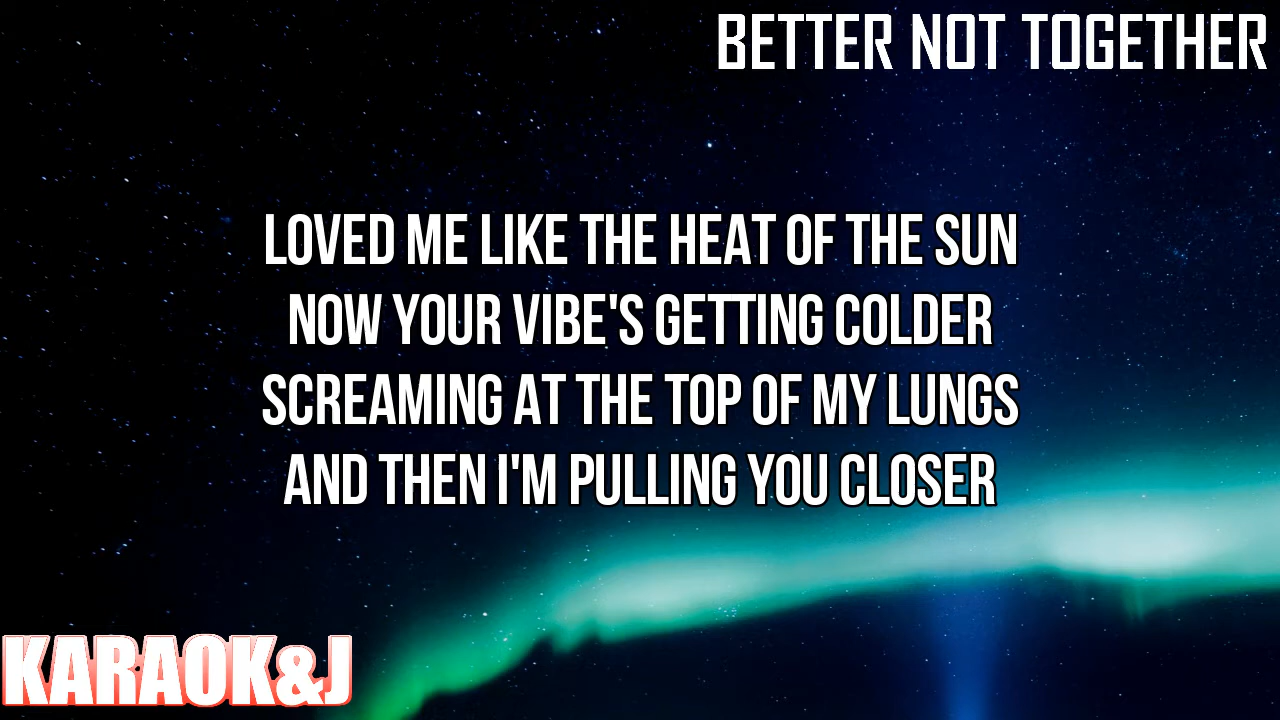 BETTER NOT TOGETHER
LOVED ME LIKE THE HEAT OF THE SUN
NOW YOUR VIBE'S GETTING COLDER
SCREAMING AT THE TOP OF MY LUNGS
AND THEN I'M PULLING YOU CLOSER
KARAOK&J